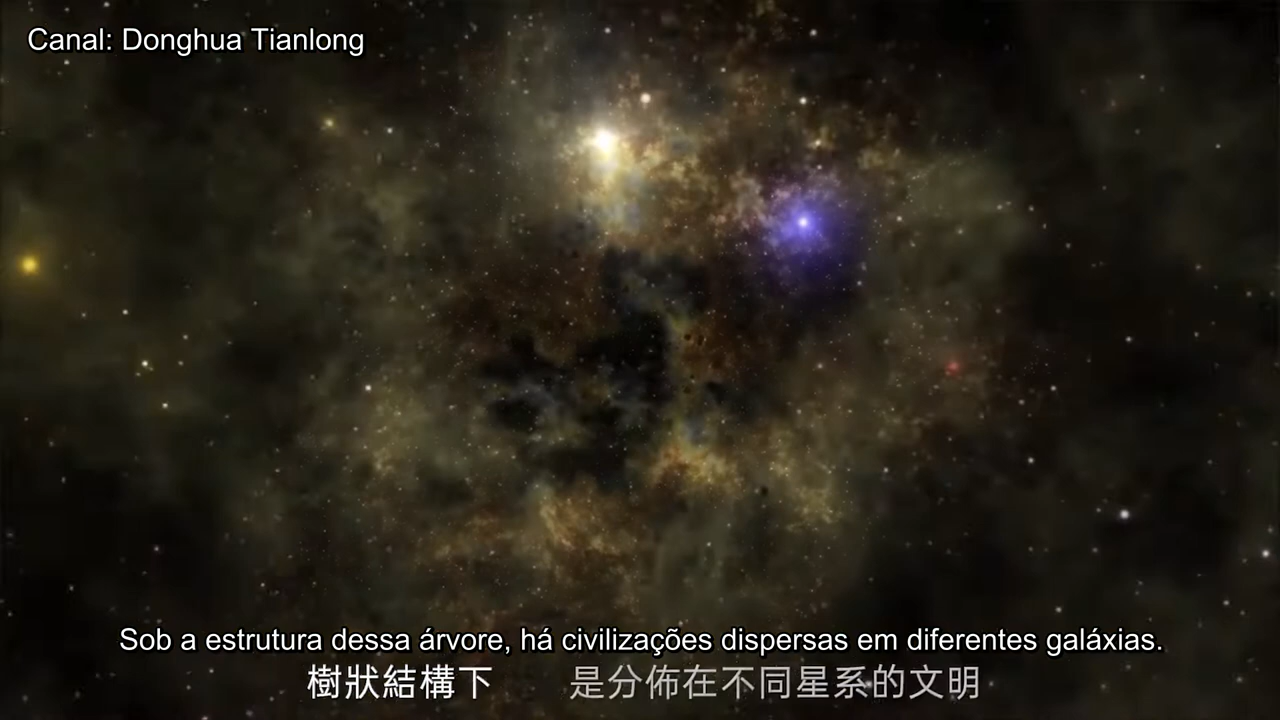 Canal: Donghua Tianlong
Sob a estrutura dessa árvore, há civilizações dispersas em diferentes galáxias.
樹狀結構下 是分佈在不同星系的文明